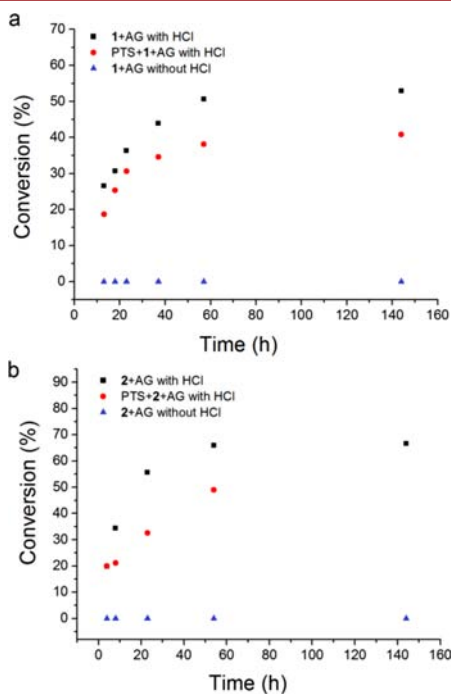 a
1+AG with HCl
PTS+1+AG with HCl
1+AG without HCl
Conversion (%)
70
60
50
40
30
20
10
0
0 20 40 60 80 100 120 140 160
Time (h)
b
2+AG with HCl
PTS+2+AG with HCl
2+AG without HCl
Conversion (%)
90
80
70
60
50
40
30
20
10
0
0 20 40 60 80 100 120 140 160
Time (h)